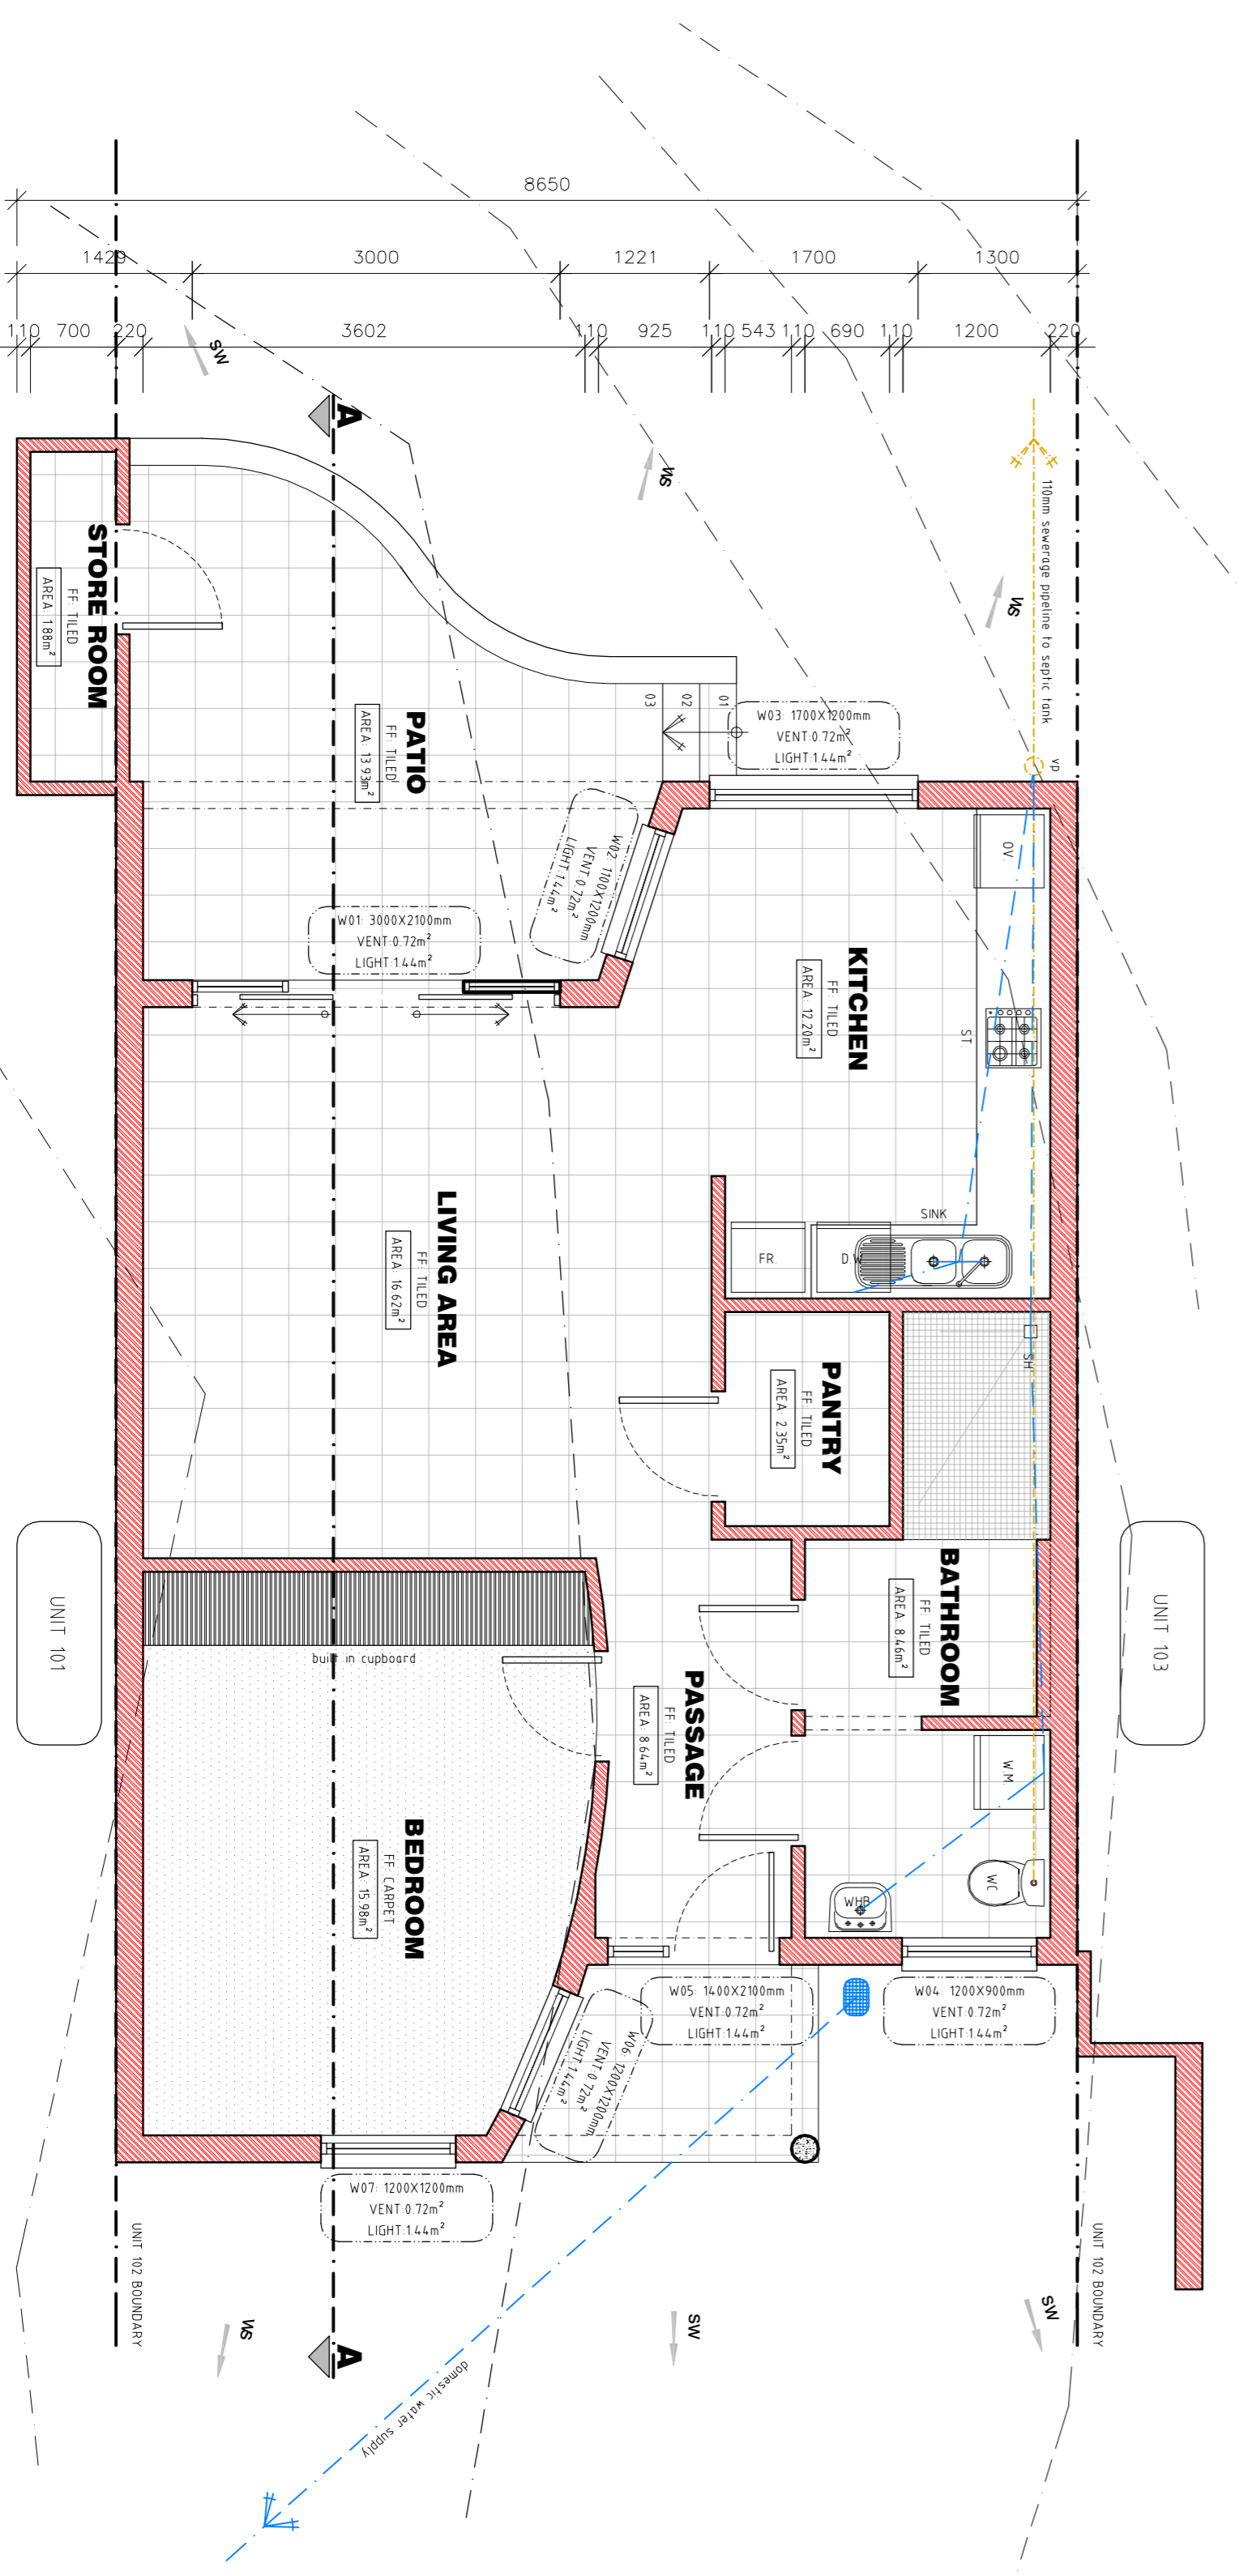 8650
1429 3000 1221 1700 1300
110 700 220 3602 110 925 110 543 110 690 110 1200 220
SW
A
SW
SW
110mm sewerage pipeline to septic tank
vp
STORE ROOM
FF: TILED
AREA: 1.88m²
PATIO
FF: TILED
AREA: 13.93m²
01
02
03
W03: 1700X1200mm
VENT:0.72m²
LIGHT:1.44m²
W02: 1100X1200mm
VENT:0.72m²
LIGHT:1.44m²
W01: 3000X2100mm
VENT:0.72m²
LIGHT:1.44m²
OV.
KITCHEN
FF: TILED
AREA: 12.20m²
ST.
SINK
FR.
D.W
LIVING AREA
FF: TILED
AREA: 16.62m²
PANTRY
FF: TILED
AREA: 2.35m²
SH
BATHROOM
FF: TILED
AREA: 8.46m²
UNIT 101
UNIT 103
built in cupboard
PASSAGE
FF: TILED
AREA: 8.64m²
W.M.
WC
WHB
BEDROOM
FF: CARPET
AREA: 15.98m²
W05: 1400X2100mm
VENT:0.72m²
LIGHT:1.44m²
W04: 1200X900mm
VENT:0.72m²
LIGHT:1.44m²
W06: 1200X1200mm
VENT:0.72m²
LIGHT:1.44m²
W07: 1200X1200mm
VENT:0.72m²
LIGHT:1.44m²
UNIT 102 BOUNDARY
UNIT 102 BOUNDARY
SW
SW
SW
A
domestic water supply